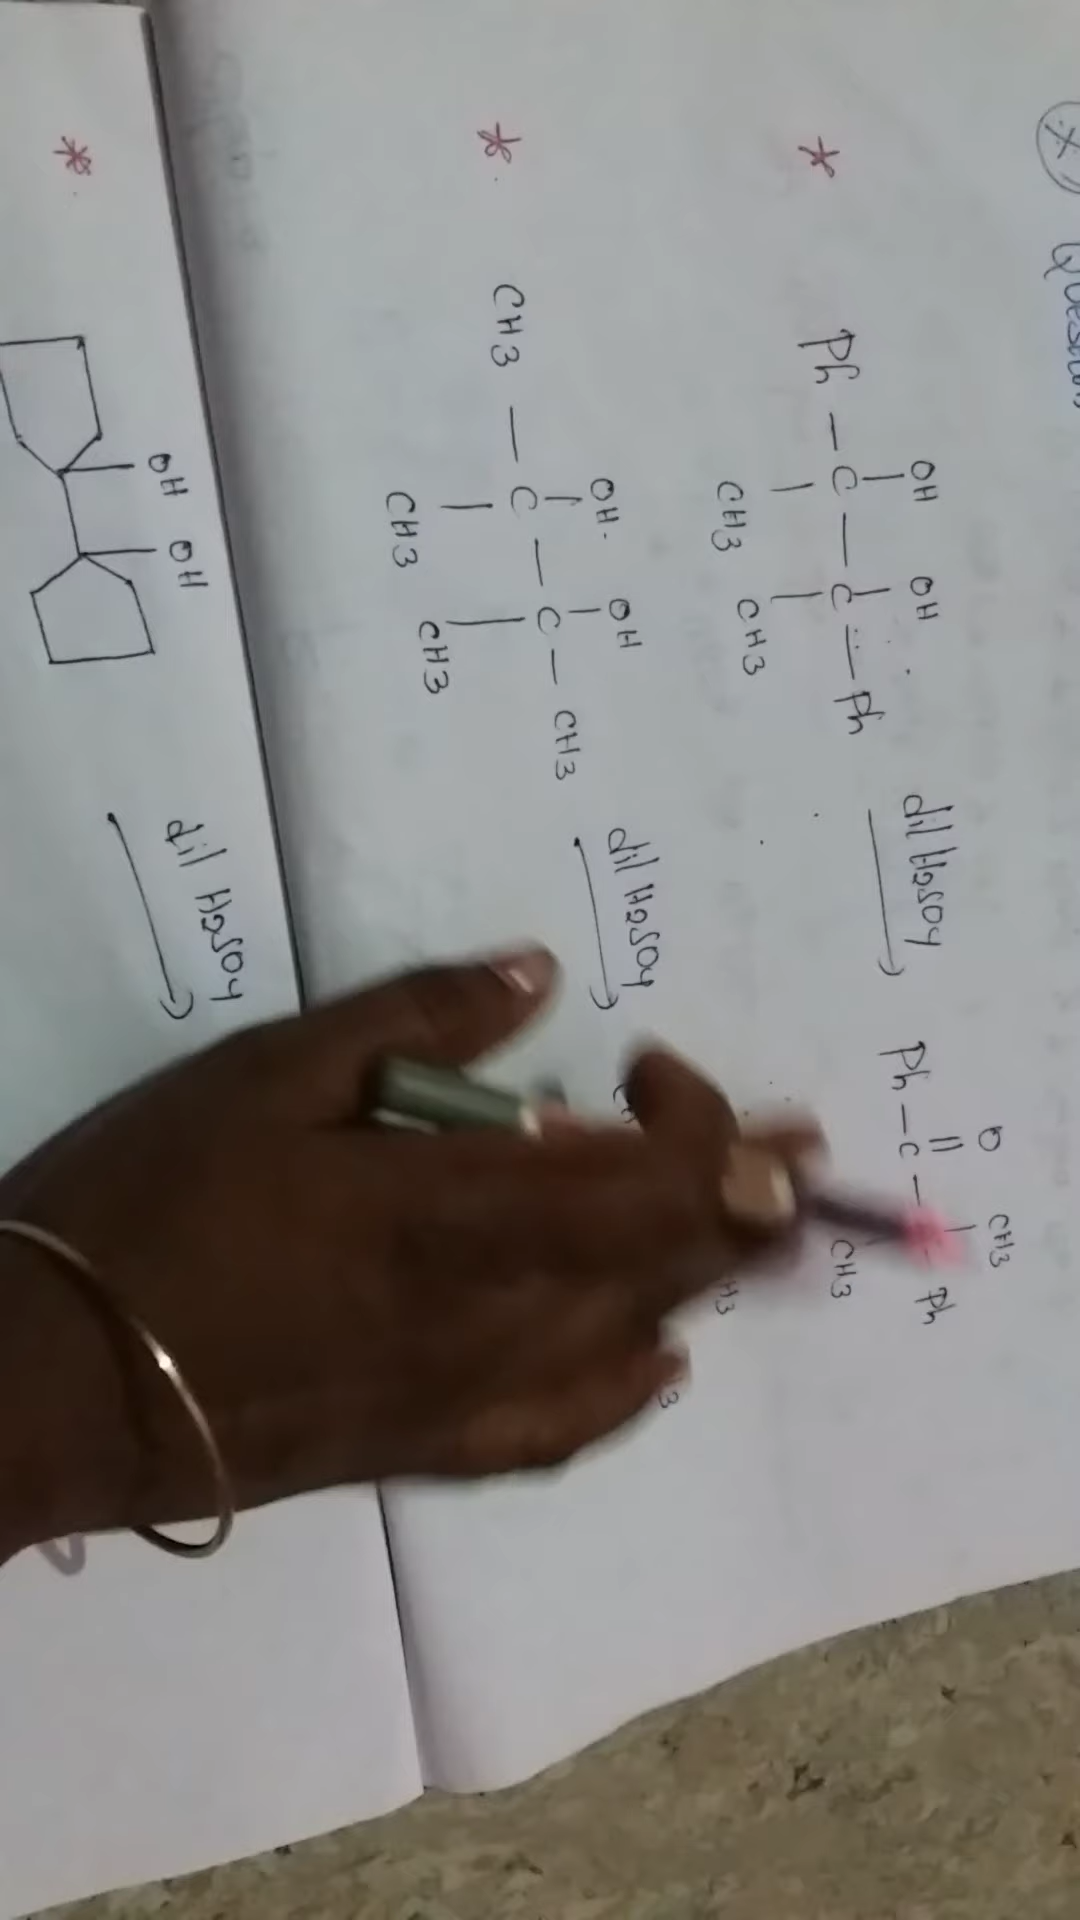 OH OH O CH3
Ph — C — C — Ph dil H2SO4 Ph — C — Ph
CH3 CH3 CH3
OH OH
CH3 — C — C — CH3 dil H2SO4
CH3 CH3
OH OH
dil H2SO4